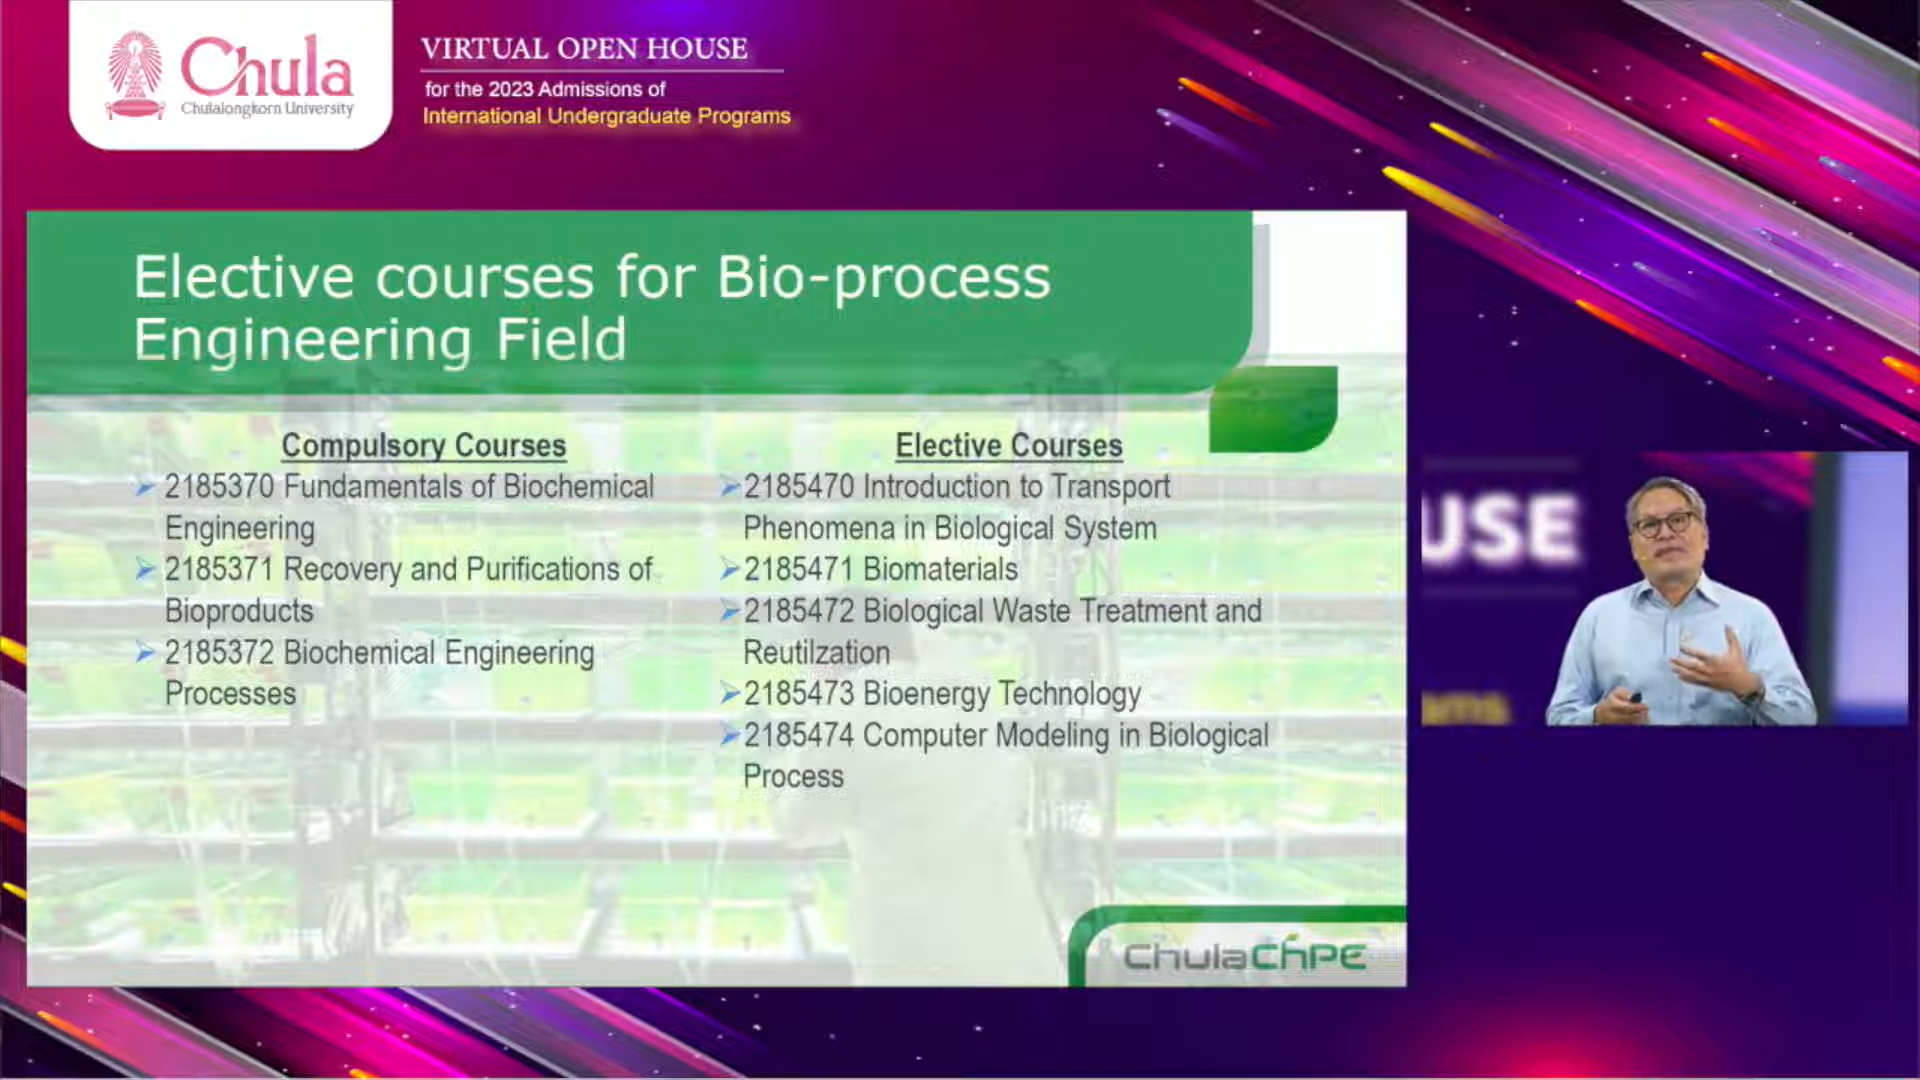 Chula
Chulalongkorn University
VIRTUAL OPEN HOUSE
for the 2023 Admissions of
International Undergraduate Programs
Elective courses for Bio-process
Engineering Field
Compulsory Courses
➢ 2185370 Fundamentals of Biochemical
Engineering
➢ 2185371 Recovery and Purifications of
Bioproducts
➢ 2185372 Biochemical Engineering
Processes
Elective Courses
➢2185470 Introduction to Transport
Phenomena in Biological System
➢2185471 Biomaterials
➢2185472 Biological Waste Treatment and
Reutilzation
➢2185473 Bioenergy Technology
➢2185474 Computer Modeling in Biological
Process
USE
ams
ChulaChPE